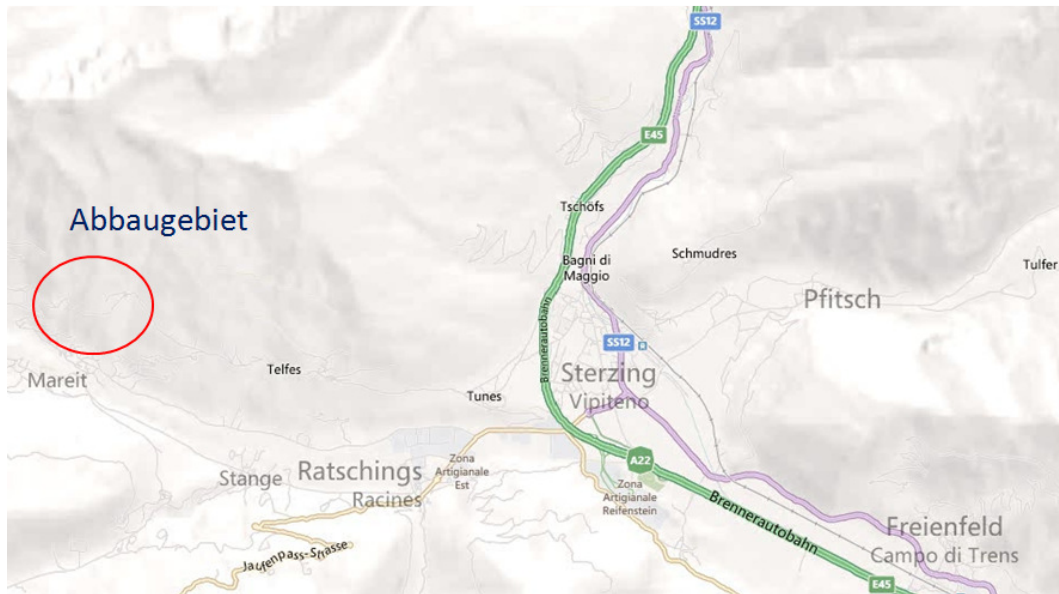 SS12
E45
Abbaugebiet
Tschöfs
Bagni di
Maggio
Schmudres
Tulfer
Pfitsch
Brennerautobahn
SS12
Mareit
Telfes
Tunes
Sterzing
Vipiteno
Stange
Ratschings
Racines
Zona
Artigianale
Est
A22
Zona
Artigianale
Reifenstein
Brennerautobahn
Freienfeld
Campo di Trens
Jaufenpass-Strasse
E45